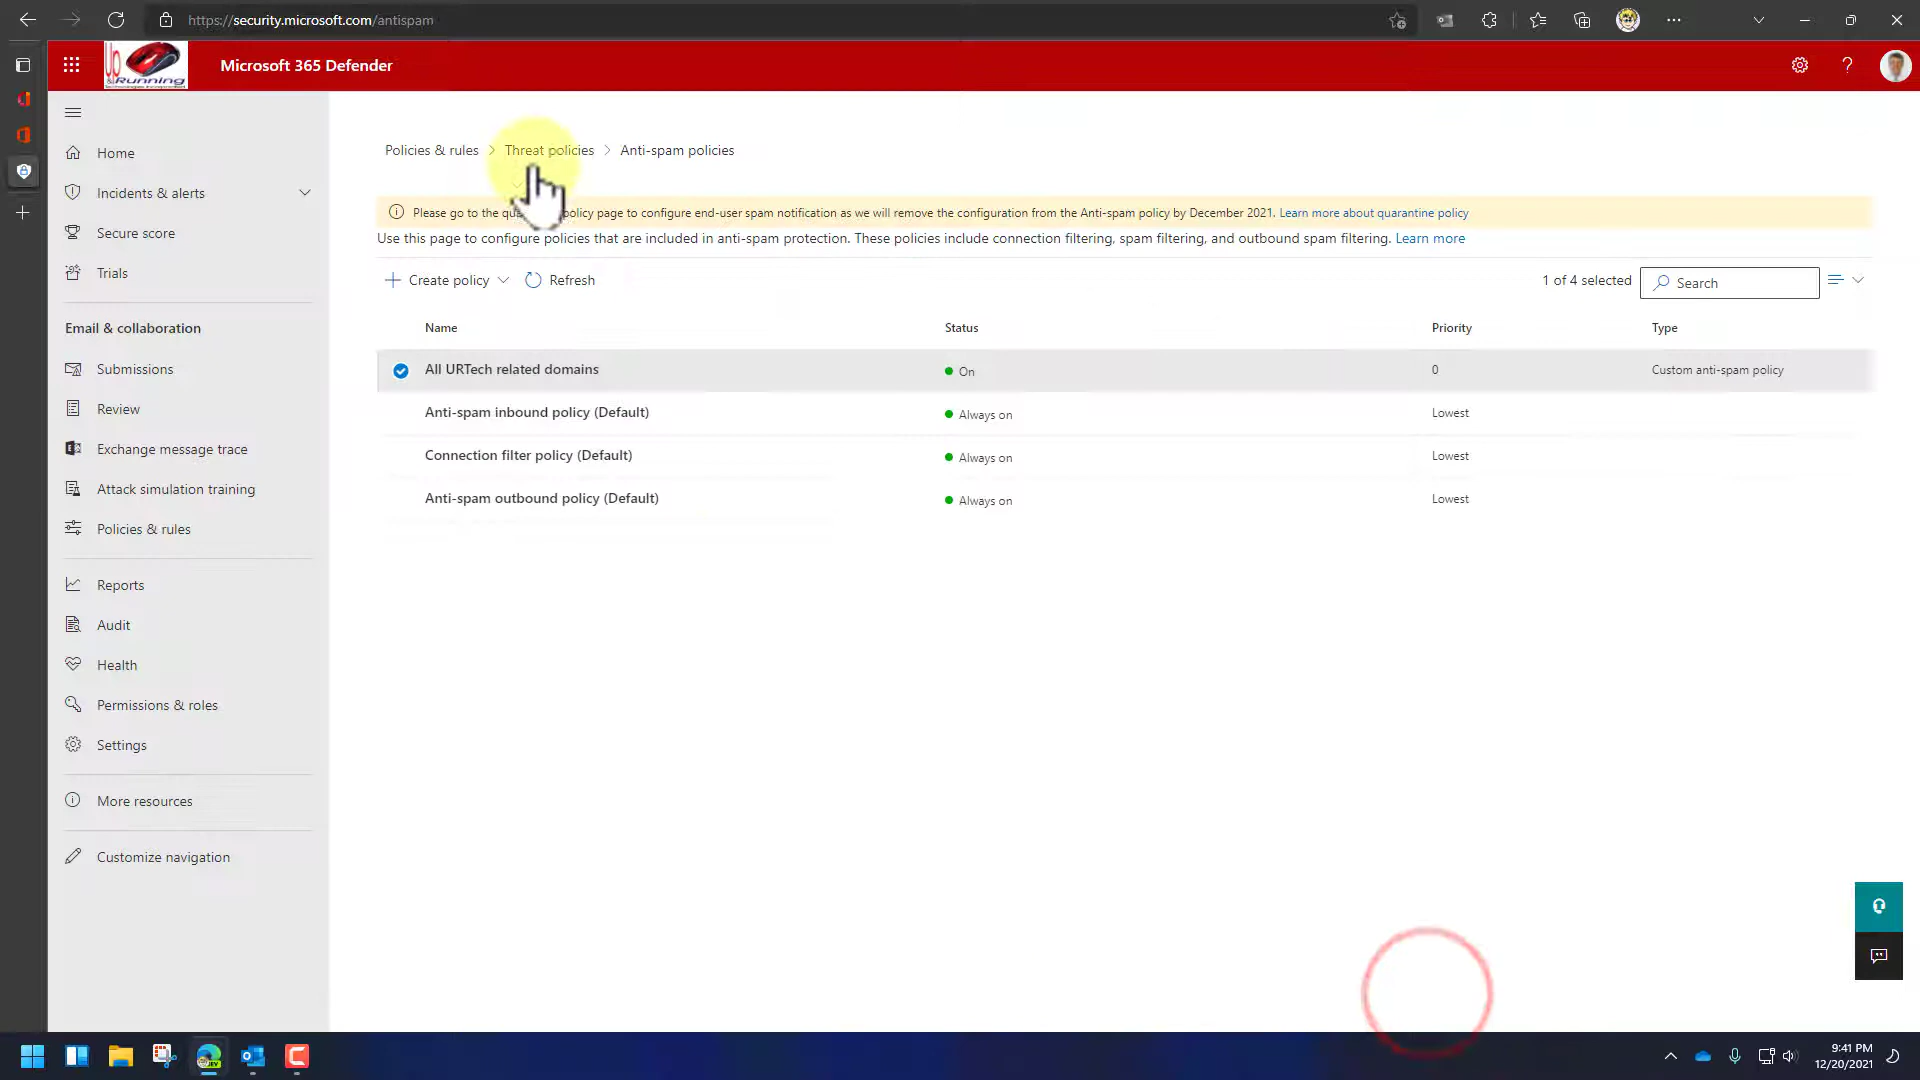 https://security.microsoft.com/antispam
Up
&Running
Microsoft 365 Defender
Home
Incidents & alerts
Secure score
Trials
Email & collaboration
Submissions
Review
Exchange message trace
Attack simulation training
Policies & rules
Reports
Audit
Health
Permissions & roles
Settings
More resources
Customize navigation
Policies & rules > Threat policies > Anti-spam policies
Please go to the policy page to configure end-user spam notification as we will remove the configuration from the Anti-spam policy by December 2021. Learn more about quarantine policy
Use this page to configure policies that are included in anti-spam protection. These policies include connection filtering, spam filtering, and outbound spam filtering. Learn more
Create policy
Refresh
1 of 4 selected
Search
Name Status Priority Type
All URTech related domains On 0 Custom anti-spam policy
Anti-spam inbound policy (Default) Always on Lowest
Connection filter policy (Default) Always on Lowest
Anti-spam outbound policy (Default) Always on Lowest
9:41 PM
12/20/2021